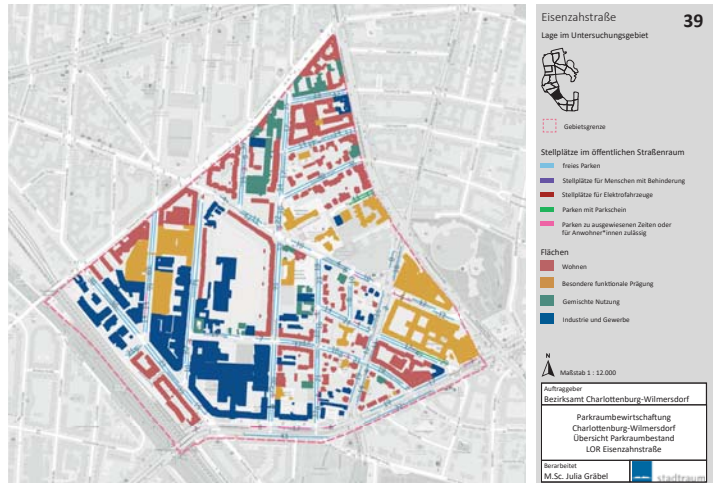 Eisenzahstraße
39
Lage im Untersuchungsgebiet
Gebietsgrenze
Stellplätze im öffentlichen Straßenraum
freies Parken
Stellplätze für Menschen mit Behinderung
Stellplätze für Elektrofahrzeuge
Parken mit Parkschein
Parken zu ausgewiesenen Zeiten oder
für Anwohner*innen zulässig
Flächen
Wohnen
Besondere funktionale Prägung
Gemischte Nutzung
Industrie und Gewerbe
N
Maßstab 1 : 12.000
Auftraggeber
Bezirksamt Charlottenburg-Wilmersdorf
Parkraumbewirtschaftung
Charlottenburg-Wilmersdorf
Übersicht Parkraumbestand
LOR Eisenzahnstraße
Berarbeitet
M.Sc. Julia Gräbel
stadtraum